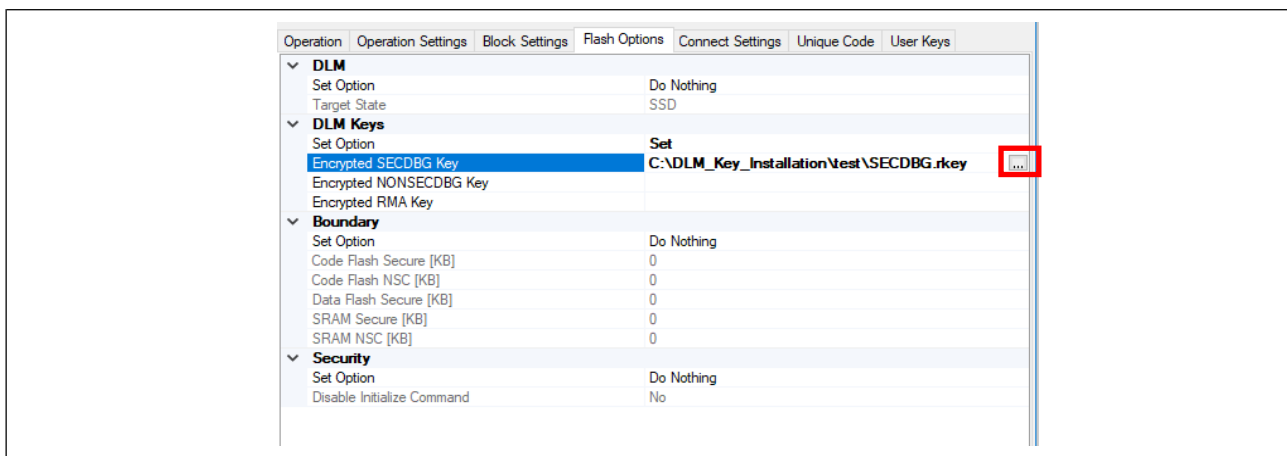 Operation Operation Settings Block Settings Flash Options Connect Settings Unique Code User Keys
DLM
Set Option Do Nothing
Target State SSD
DLM Keys
Set Option Set
Encrypted SECDBG Key C:\DLM_Key_Installation\test\SECDBG.rkey ...
Encrypted NONSECDBG Key
Encrypted RMA Key
Boundary
Set Option Do Nothing
Code Flash Secure [KB] 0
Code Flash NSC [KB] 0
Data Flash Secure [KB] 0
SRAM Secure [KB] 0
SRAM NSC [KB] 0
Security
Set Option Do Nothing
Disable Initialize Command No